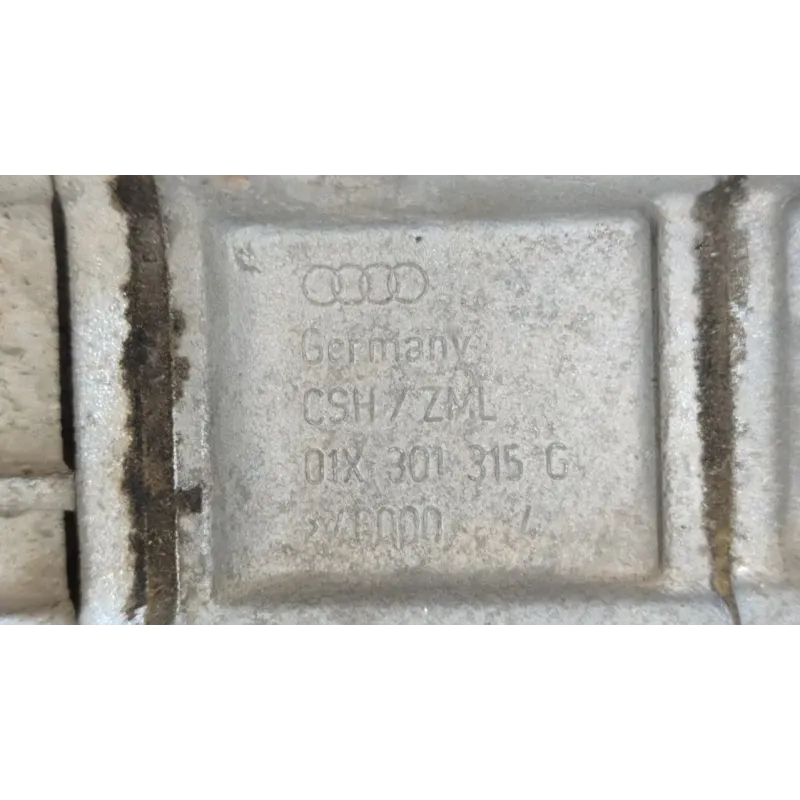 Germany
CSH / ZML
01X 301 315 G